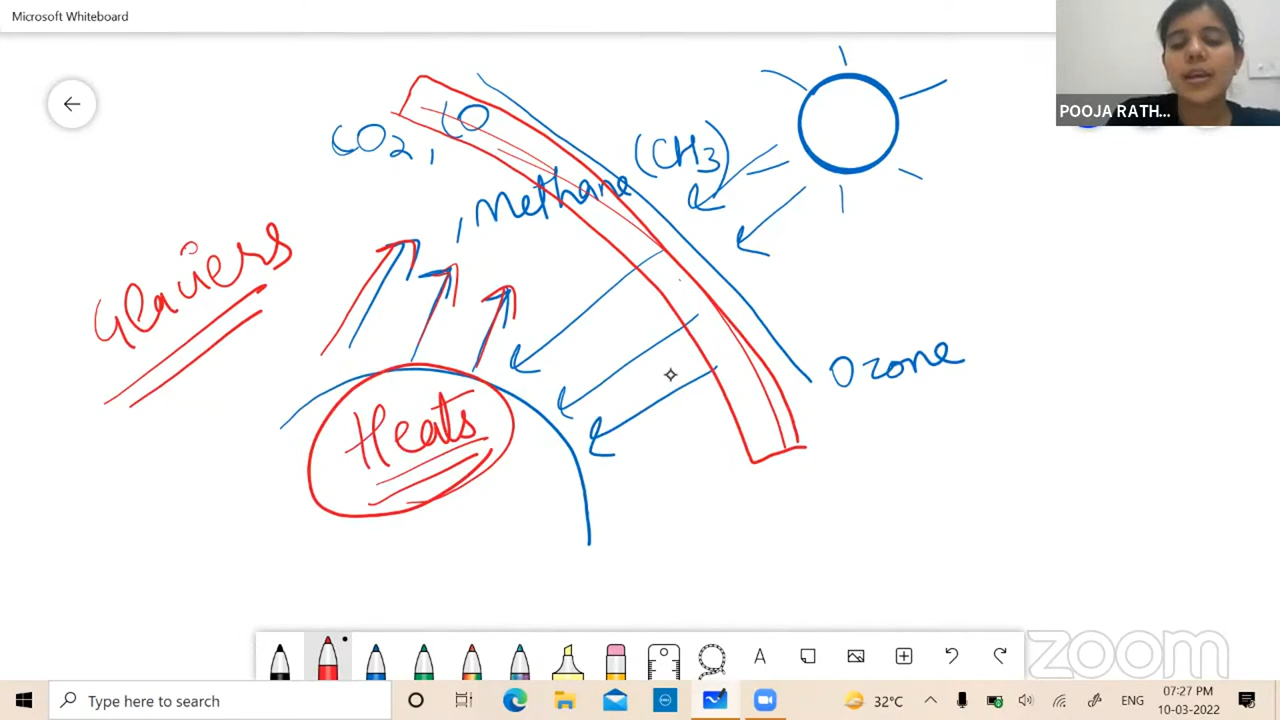 Microsoft Whiteboard
POOJA RATH...
CO2, CO
(CH3)
, Methane
Glaciers
Ozone
Heats
A
zoom
Type here to search
32°C
ENG
07:27 PM
10-03-2022